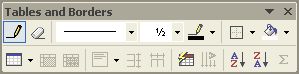 Tables and Borders
½
A Z
Z A
Σ